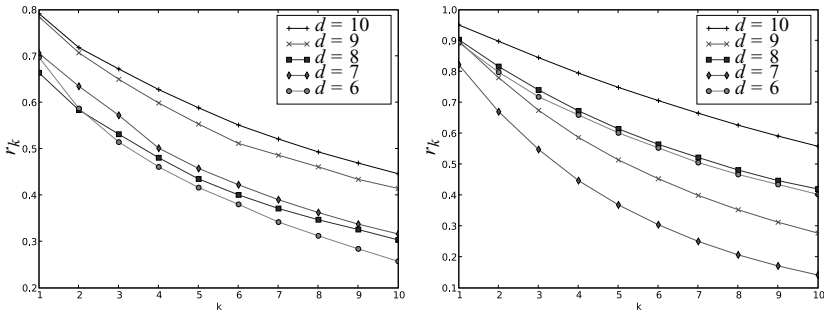 0.8
0.7
0.6
0.5
0.4
0.3
0.2
r_k
1 2 3 4 5 6 7 8 9 10
k
d = 10
d = 9
d = 8
d = 7
d = 6
1.0
0.9
0.8
0.7
0.6
0.5
0.4
0.3
0.2
0.1
r_k
1 2 3 4 5 6 7 8 9 10
k
d = 10
d = 9
d = 8
d = 7
d = 6